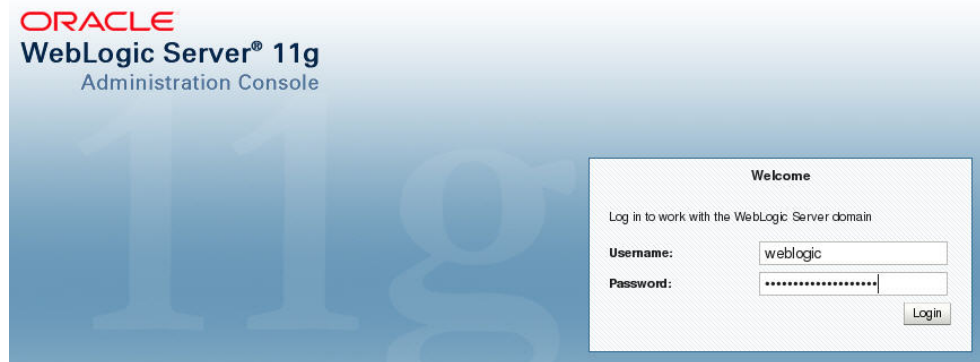 ORACLE
WebLogic Server® 11g
Administration Console
11g
Welcome
Log in to work with the WebLogic Server domain
Username: weblogic
Password: ••••••••••••••••••••
Login